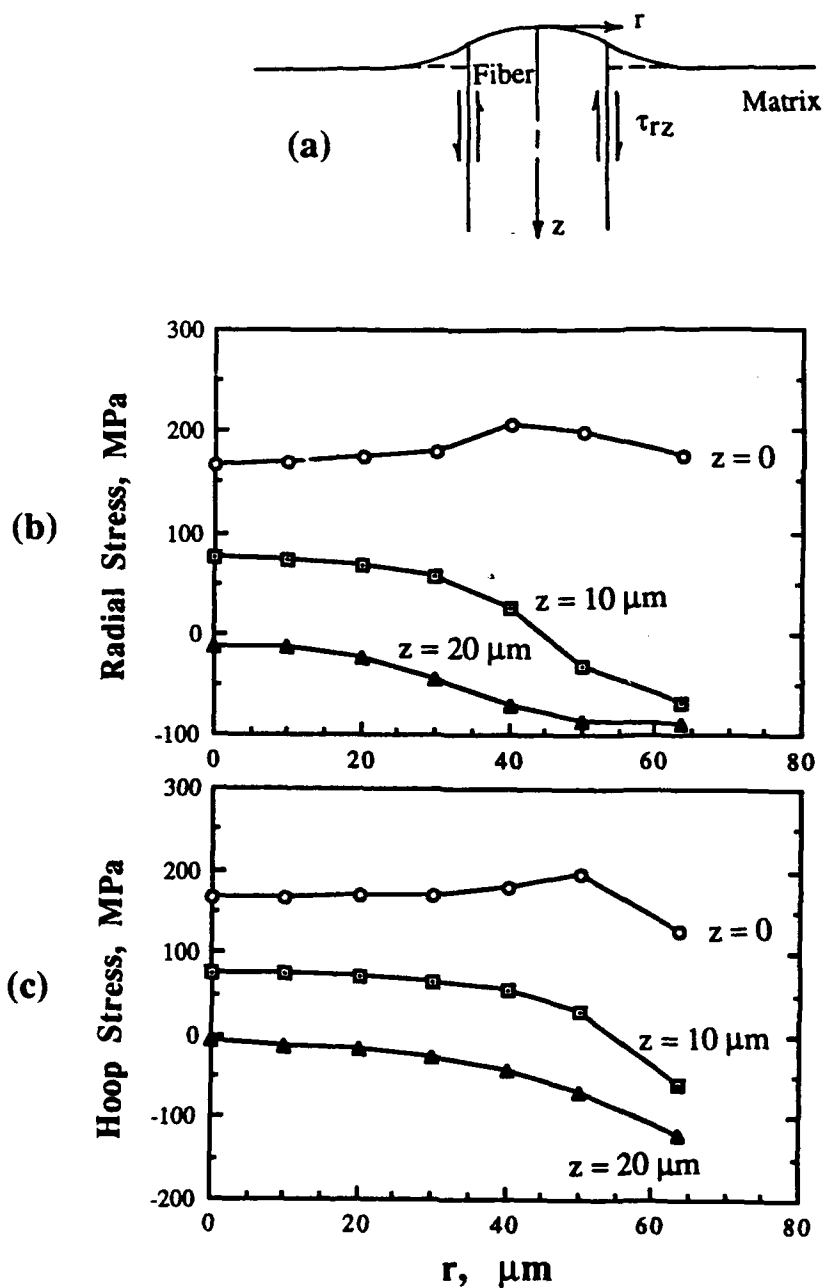 r
Fiber
Matrix
(a)
τrz
z
300
200
100
0
-100
Radial Stress, MPa
(b)
z = 0
z = 10 μm
z = 20 μm
0
20
40
60
80
300
200
100
0
-100
-200
Hoop Stress, MPa
(c)
z = 0
z = 10 μm
z = 20 μm
0
20
40
60
80
r, μm